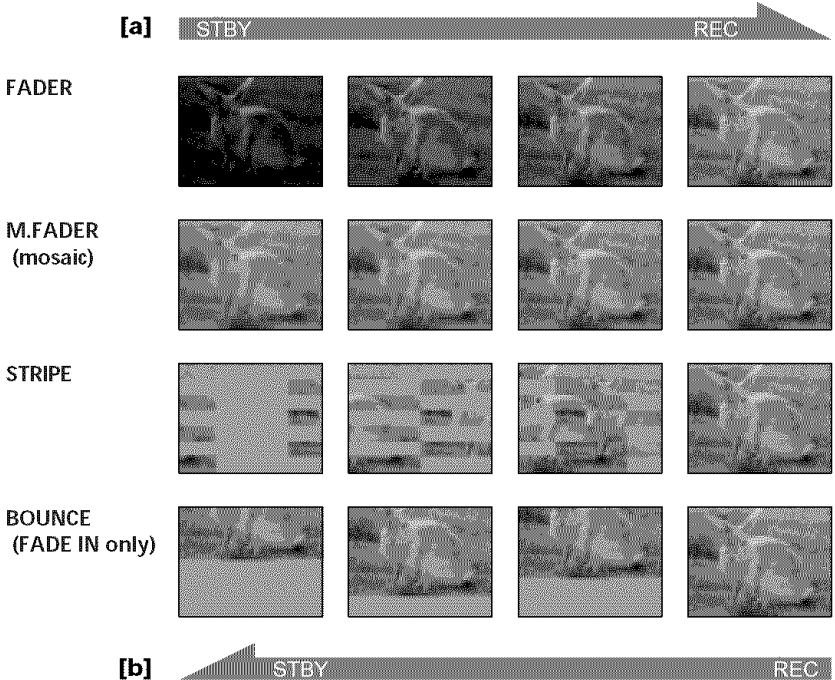 [a] STBY REC
FADER
M.FADER
(mosaic)
STRIPE
BOUNCE
(FADE IN only)
[b] STBY REC